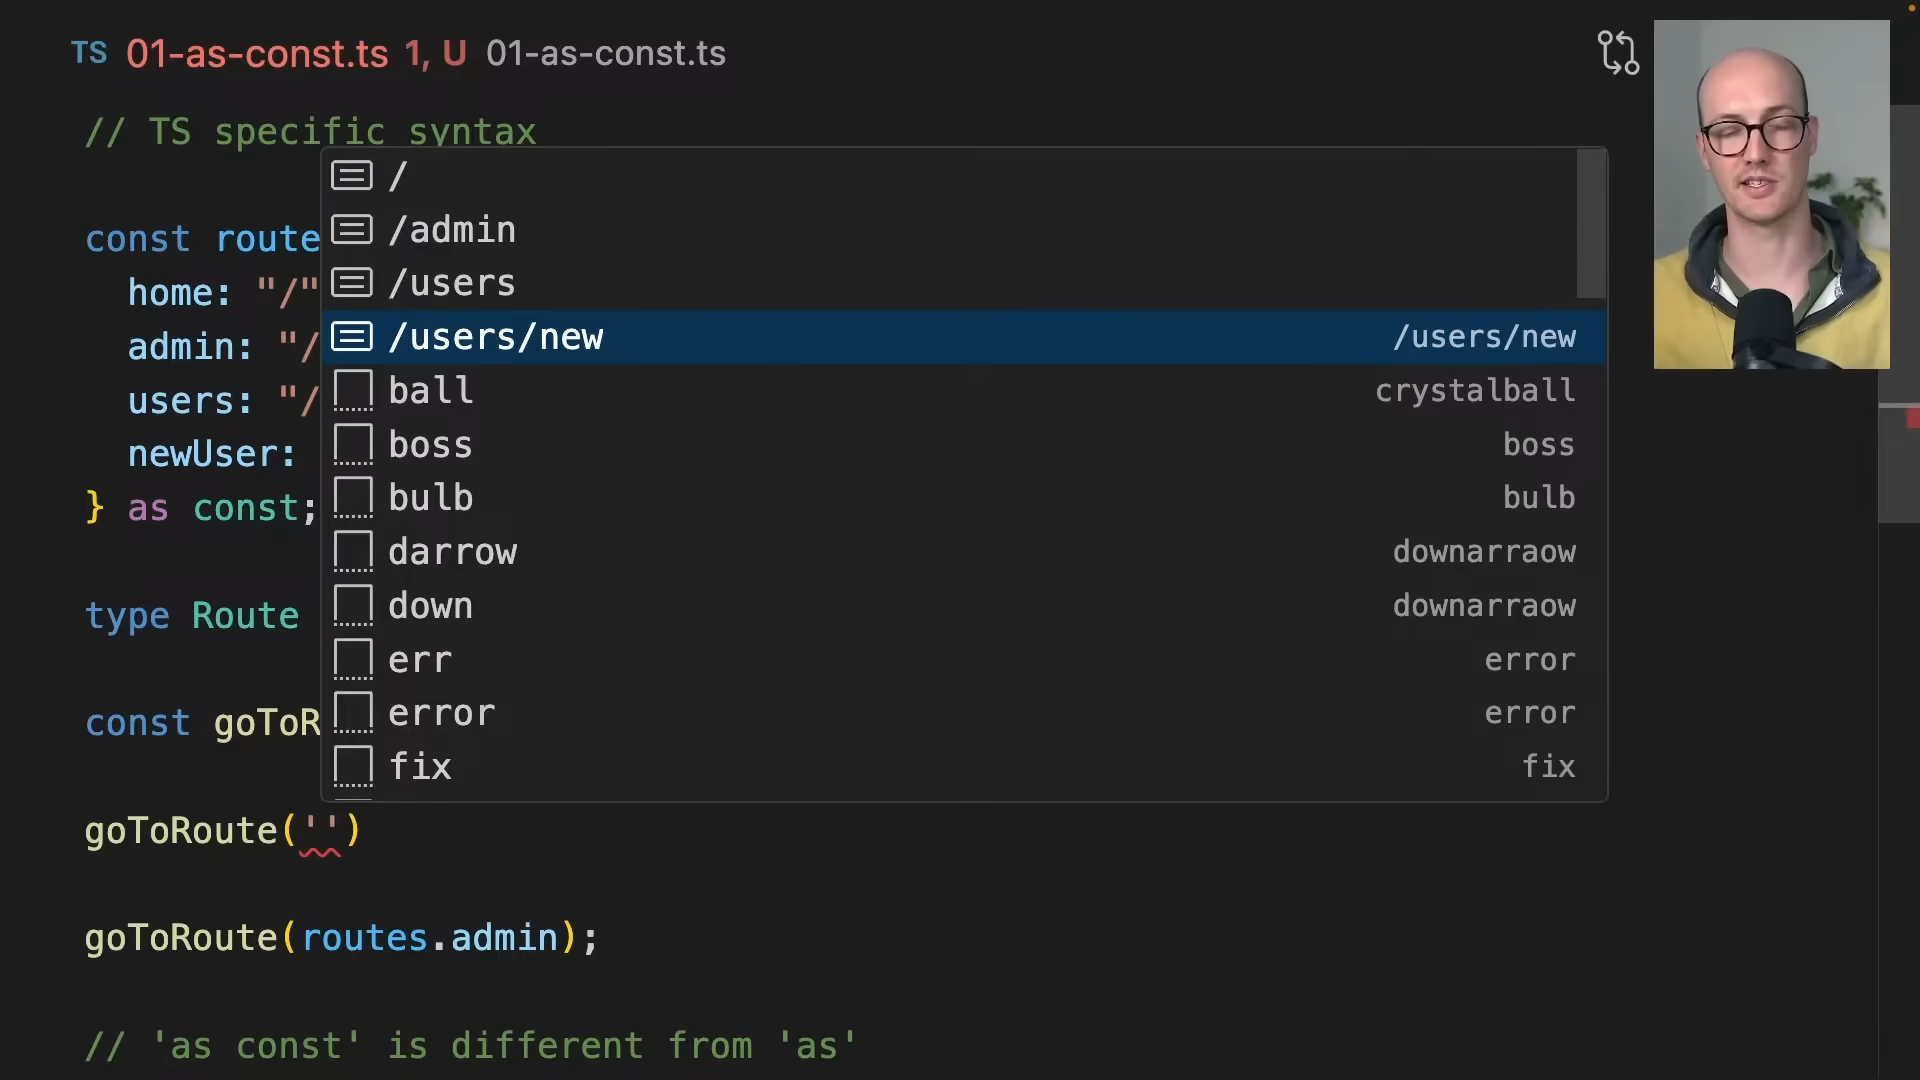 TS 01-as-const.ts 1, U 01-as-const.ts
// TS specific syntax
/
/admin
const route
/users
home: "/"
/users/new /users/new
admin: "/
ball crystalball
users: "/
boss boss
newUser:
bulb bulb
} as const;
darrow downarraow
down downarraow
type Route
err error
error error
const goToR
fix fix
goToRoute('')
goToRoute(routes.admin);
// 'as const' is different from 'as'